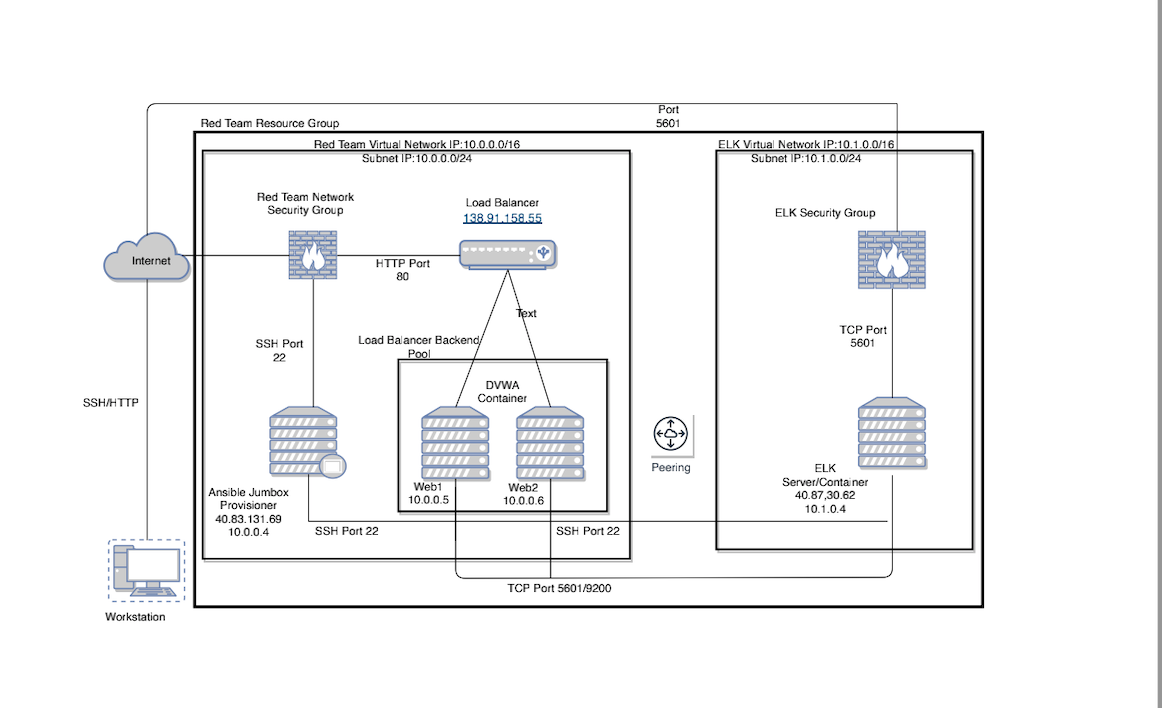 Port
5601
Red Team Resource Group
Red Team Virtual Network IP:10.0.0.0/16
Subnet IP:10.0.0.0/24
ELK Virtual Network IP:10.1.0.0/16
Subnet IP:10.1.0.0/24
Red Team Network
Security Group
Load Balancer
138.91.158.55
ELK Security Group
Internet
HTTP Port
80
Text
SSH Port
22
Load Balancer Backend
Pool
TCP Port
5601
DVWA
Container
SSH/HTTP
Peering
Web1
10.0.0.5
Web2
10.0.0.6
ELK
Server/Container
40.87,30.62
10.1.0.4
Ansible Jumbox
Provisioner
40.83.131.69
10.0.0.4
SSH Port 22
SSH Port 22
TCP Port 5601/9200
Workstation